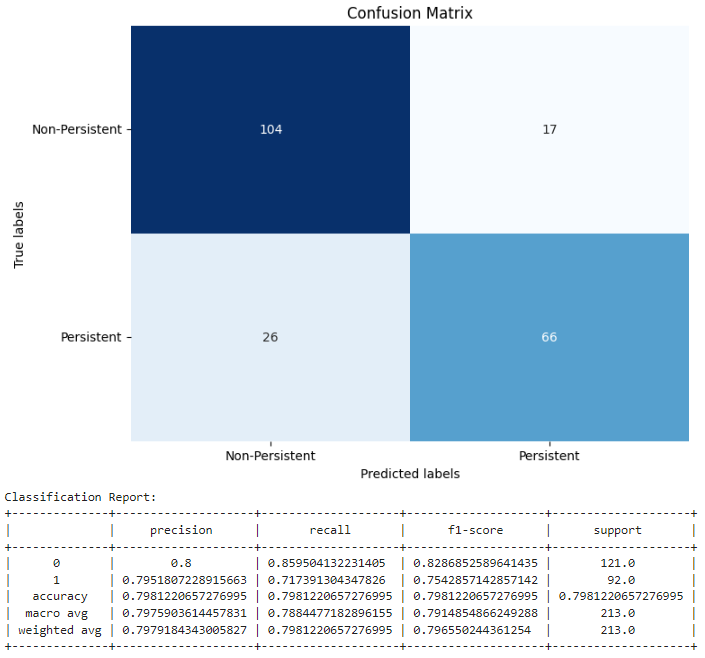 Confusion Matrix
Non-Persistent
104
17
True labels
Persistent
26
66
Non-Persistent
Persistent
Predicted labels
Classification Report:
+--------------+--------------------+--------------------+--------------------+--------------------+
| | precision | recall | f1-score | support |
+--------------+--------------------+--------------------+--------------------+--------------------+
| 0 | 0.8 | 0.859504132231405 | 0.8286852589641435 | 121.0 |
| 1 | 0.7951807228915663 | 0.717391304347826 | 0.7542857142857142 | 92.0 |
| accuracy | 0.7981220657276995 | 0.7981220657276995 | 0.7981220657276995 | 0.7981220657276995 |
| macro avg | 0.7975903614457831 | 0.7884477182896155 | 0.7914854866249288 | 213.0 |
| weighted avg | 0.7979184343005827 | 0.7981220657276995 | 0.796550244361254 | 213.0 |
+--------------+--------------------+--------------------+--------------------+--------------------+